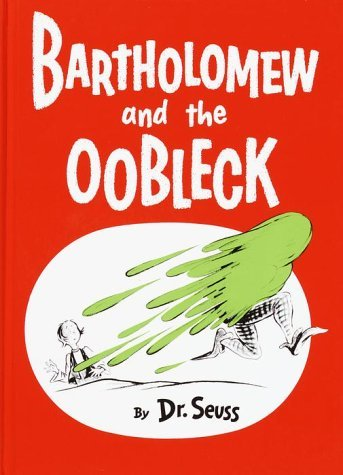 BARTHOLOMEW
and the
OOBLECK
By Dr. Seuss